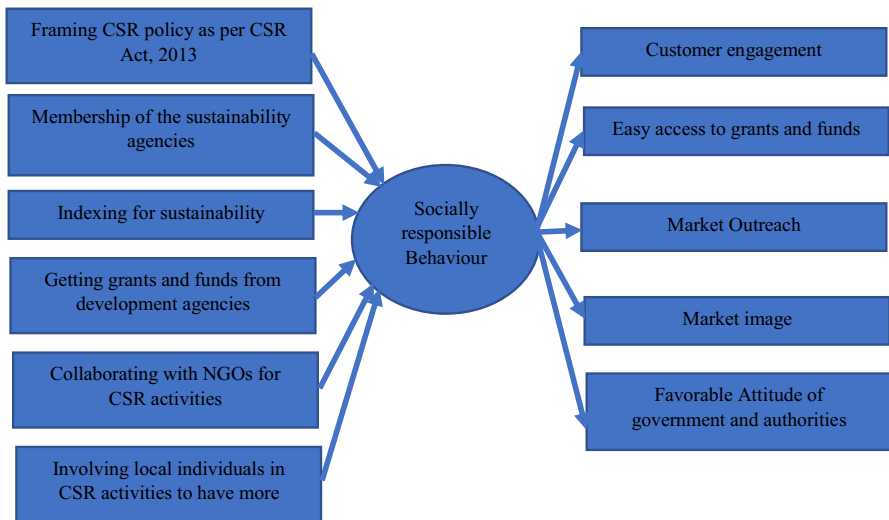 Framing CSR policy as per CSR
Act, 2013
Membership of the sustainability
agencies
Indexing for sustainability
Getting grants and funds from
development agencies
Collaborating with NGOs for
CSR activities
Involving local individuals in
CSR activities to have more
Socially
responsible
Behaviour
Customer engagement
Easy access to grants and funds
Market Outreach
Market image
Favorable Attitude of
government and authorities